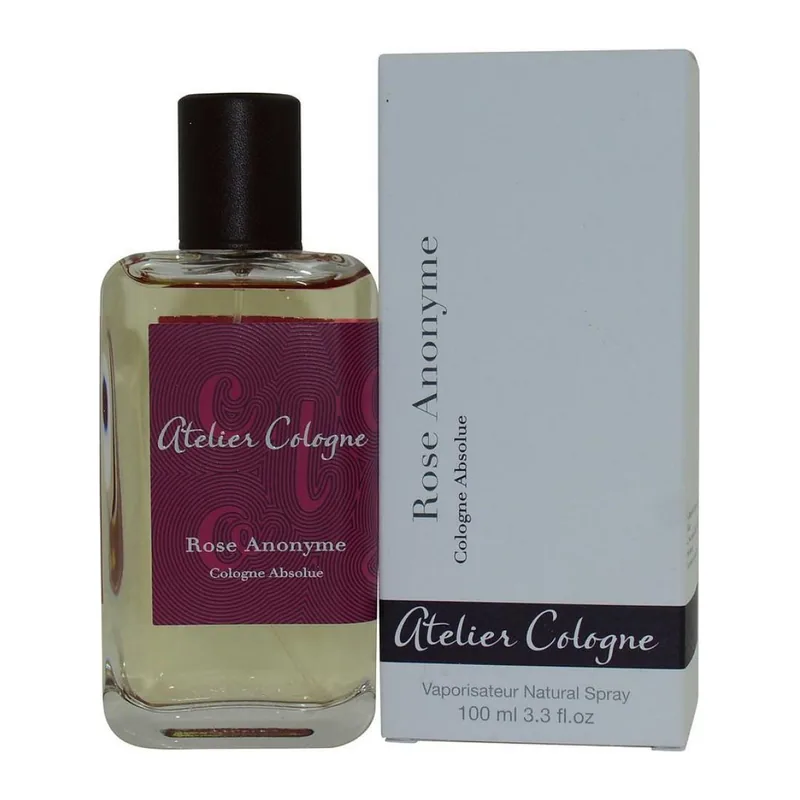 Atelier Cologne
Rose Anonyme
Cologne Absolue
Rose Anonyme
Cologne Absolue
Atelier Cologne
Vaporisateur Natural Spray
100 ml 3.3 fl.oz